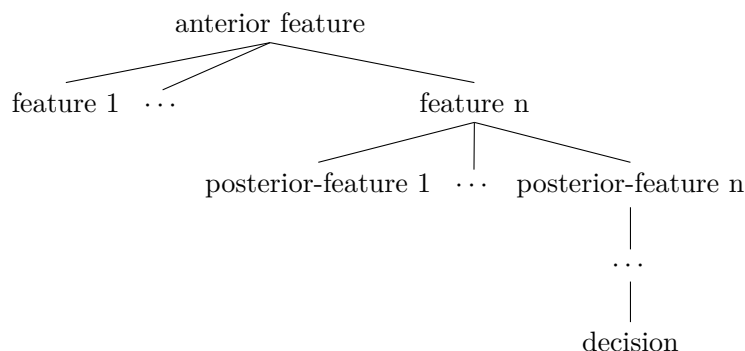 anterior feature
feature 1 ... feature n
posterior-feature 1 ... posterior-feature n
...
decision